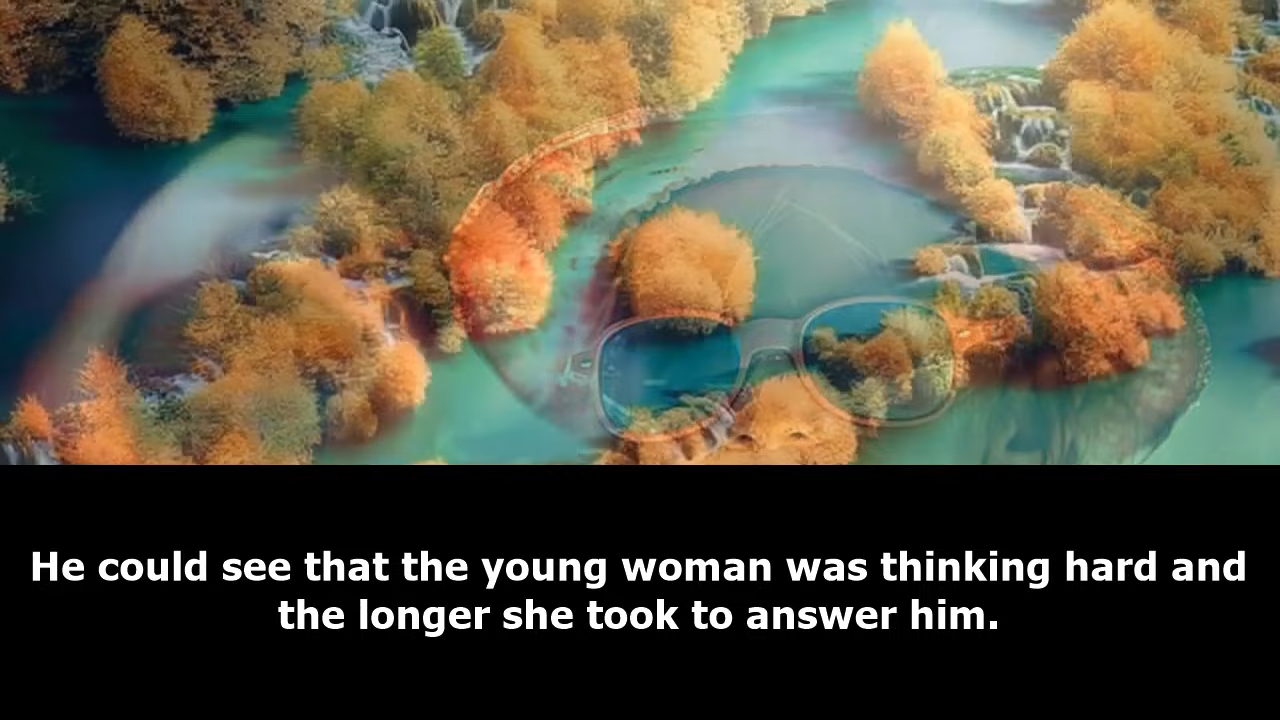 He could see that the young woman was thinking hard and
the longer she took to answer him.